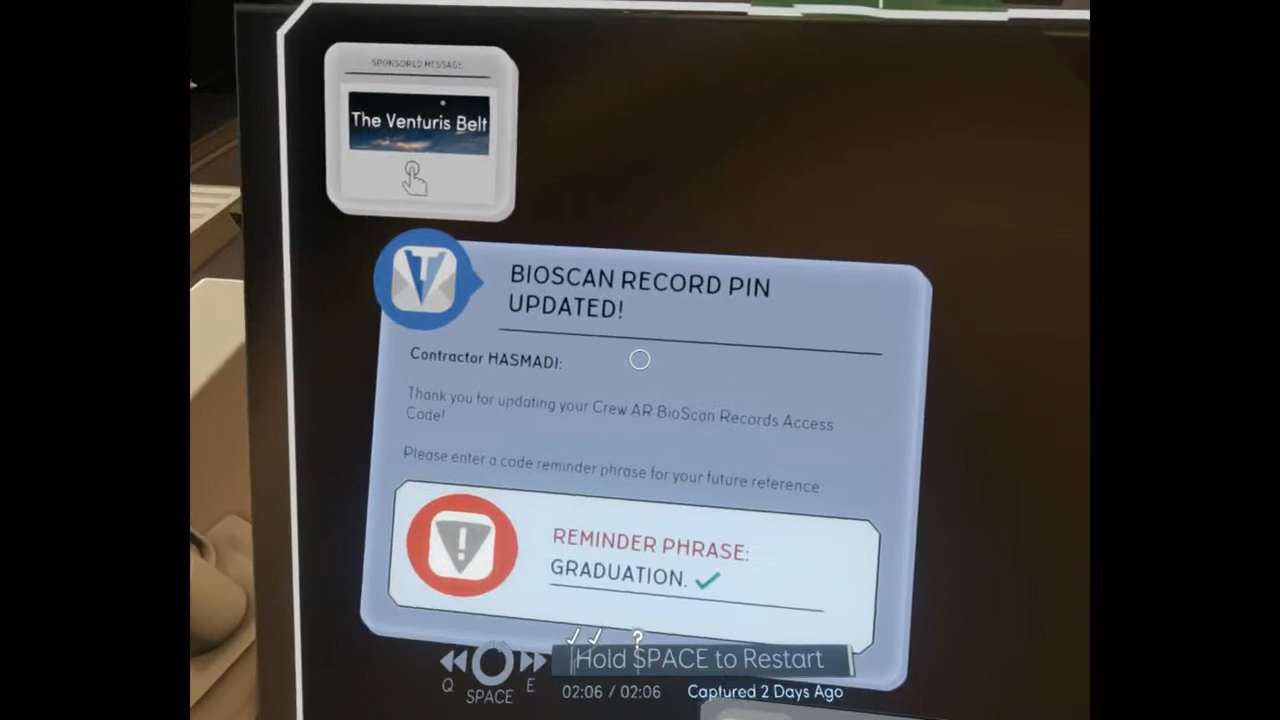 SPONSORED MESSAGE
The Venturis Belt
BIOSCAN RECORD PIN
UPDATED!
Contractor HASMADI:
Thank you for updating your Crew AR BioScan Records Access
Code!
Please enter a code reminder phrase for your future reference.
REMINDER PHRASE:
GRADUATION.
Hold SPACE to Restart
Q SPACE E
02:06 / 02:06 Captured 2 Days Ago